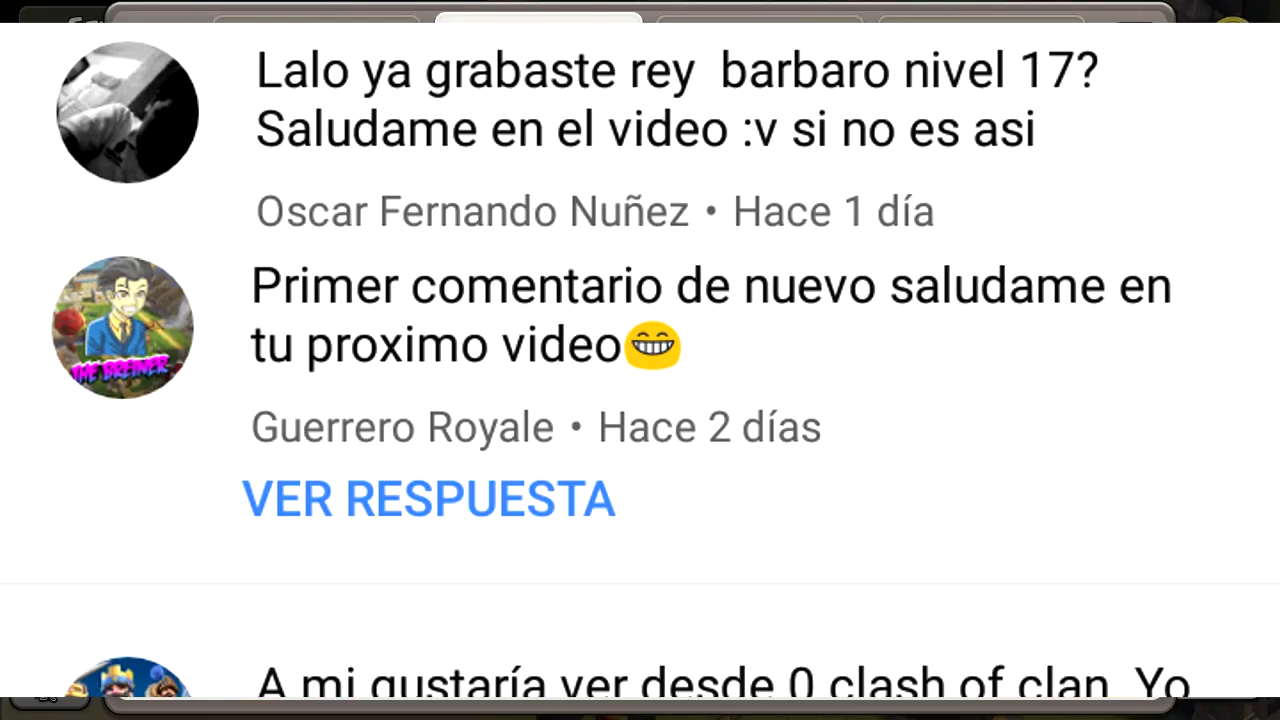 Lalo ya grabaste rey barbaro nivel 17?
Saludame en el video :v si no es asi
Oscar Fernando Nuñez • Hace 1 día
THE BREINER
Primer comentario de nuevo saludame en
tu proximo video😁
Guerrero Royale • Hace 2 días
VER RESPUESTA
A mi gustaría ver desde 0 clash of clan Yo